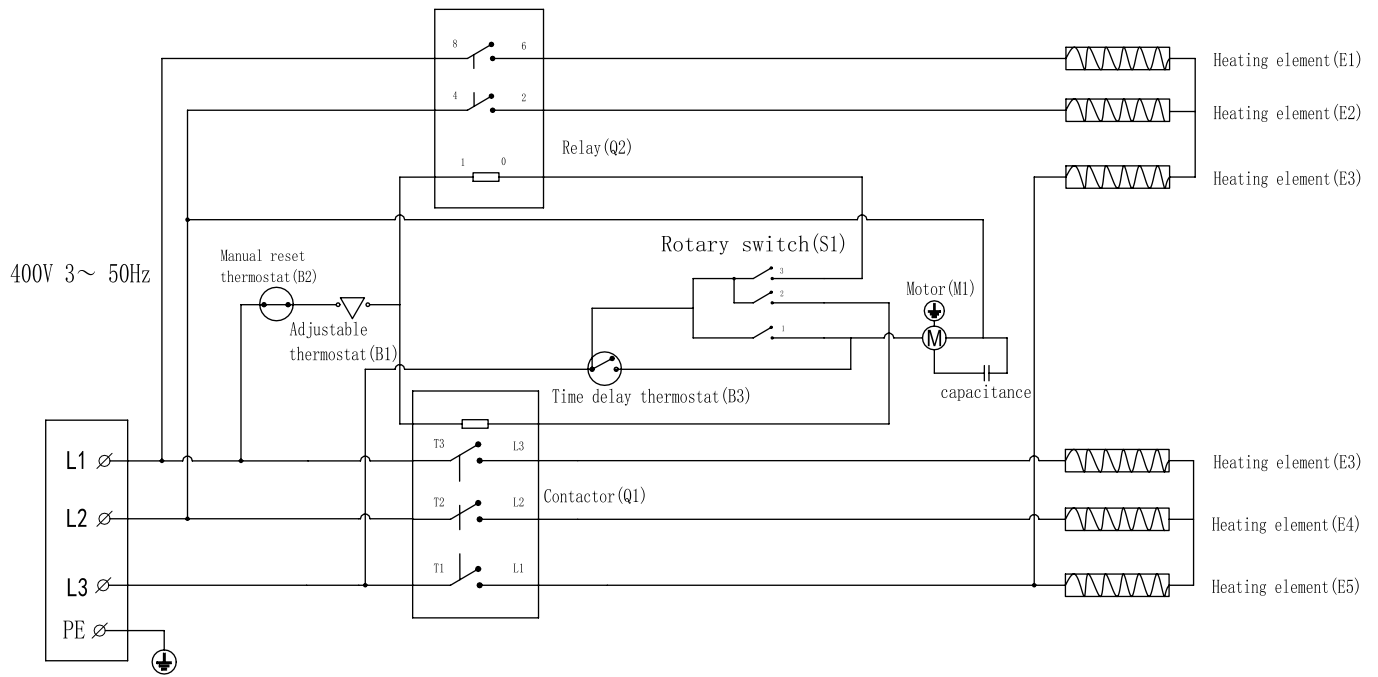 8
6
Heating element(E1)
4
2
Heating element(E2)
Relay(Q2)
1
0
Heating element(E3)
Rotary switch(S1)
Manual reset
thermostat(B2)
400V 3～ 50Hz
3
2
1
Motor(M1)
M
Adjustable
thermostat(B1)
Time delay thermostat(B3)
capacitance
L1
T3
L3
Heating element(E3)
Contactor(Q1)
L2
T2
L2
Heating element(E4)
L3
T1
L1
Heating element(E5)
PE